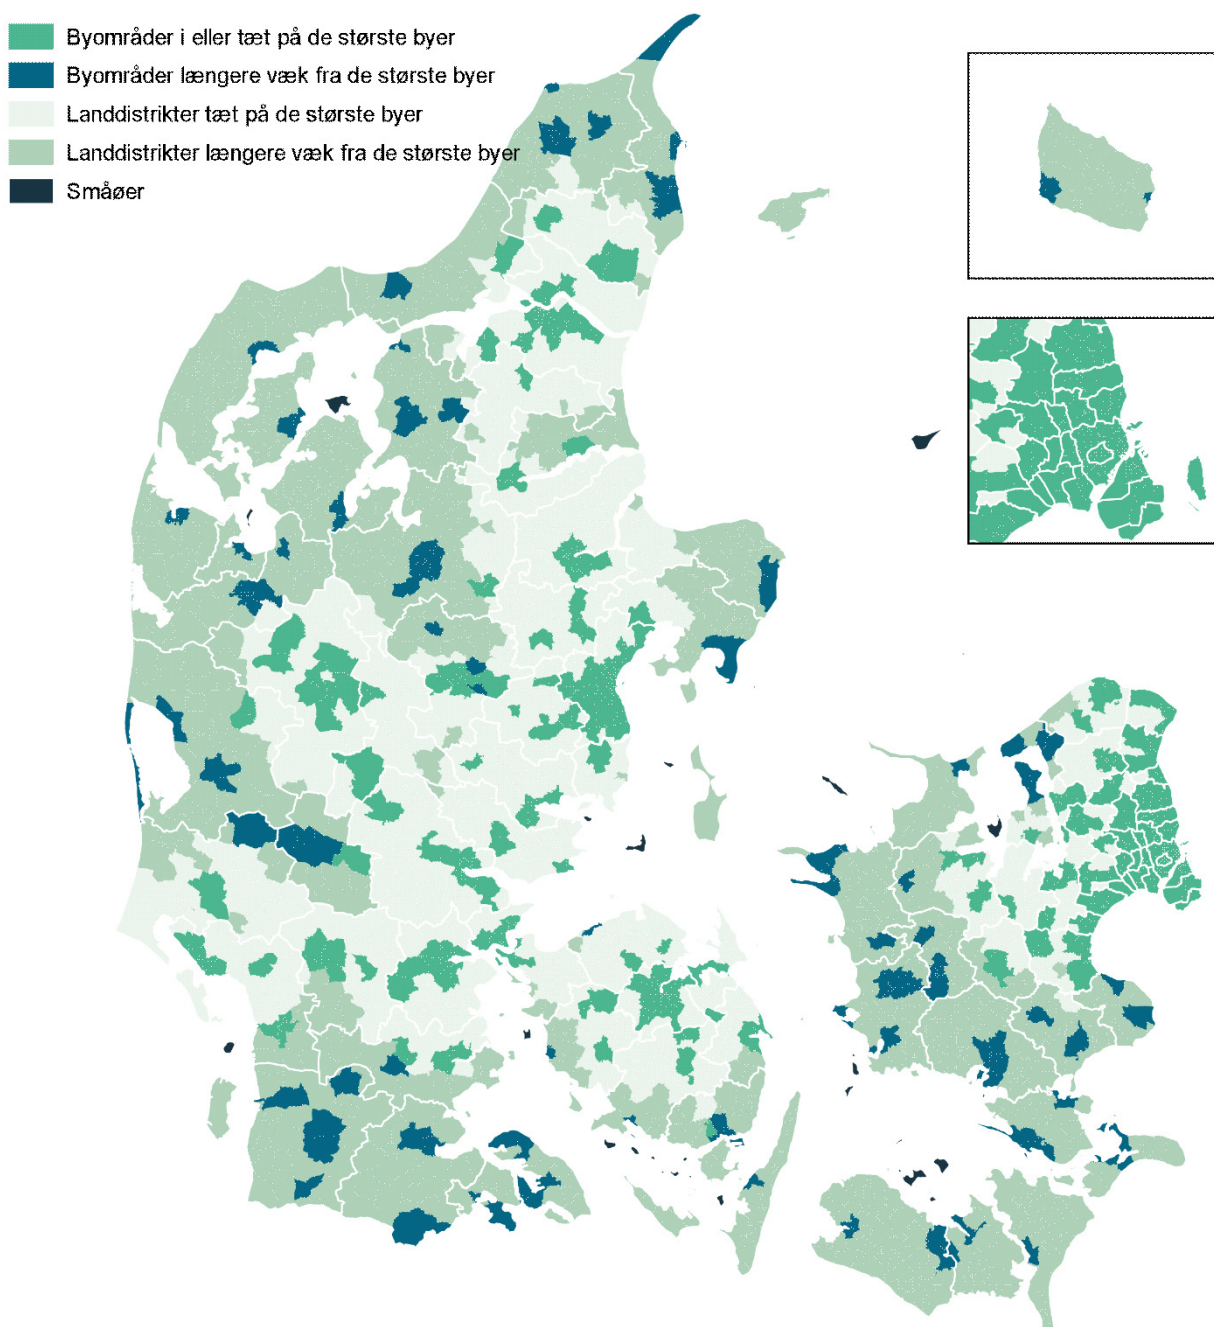 Byområder i eller tæt på de største byer
Byområder længere væk fra de største byer
Landdistrikter tæt på de største byer
Landdistrikter længere væk fra de største byer
Småøer